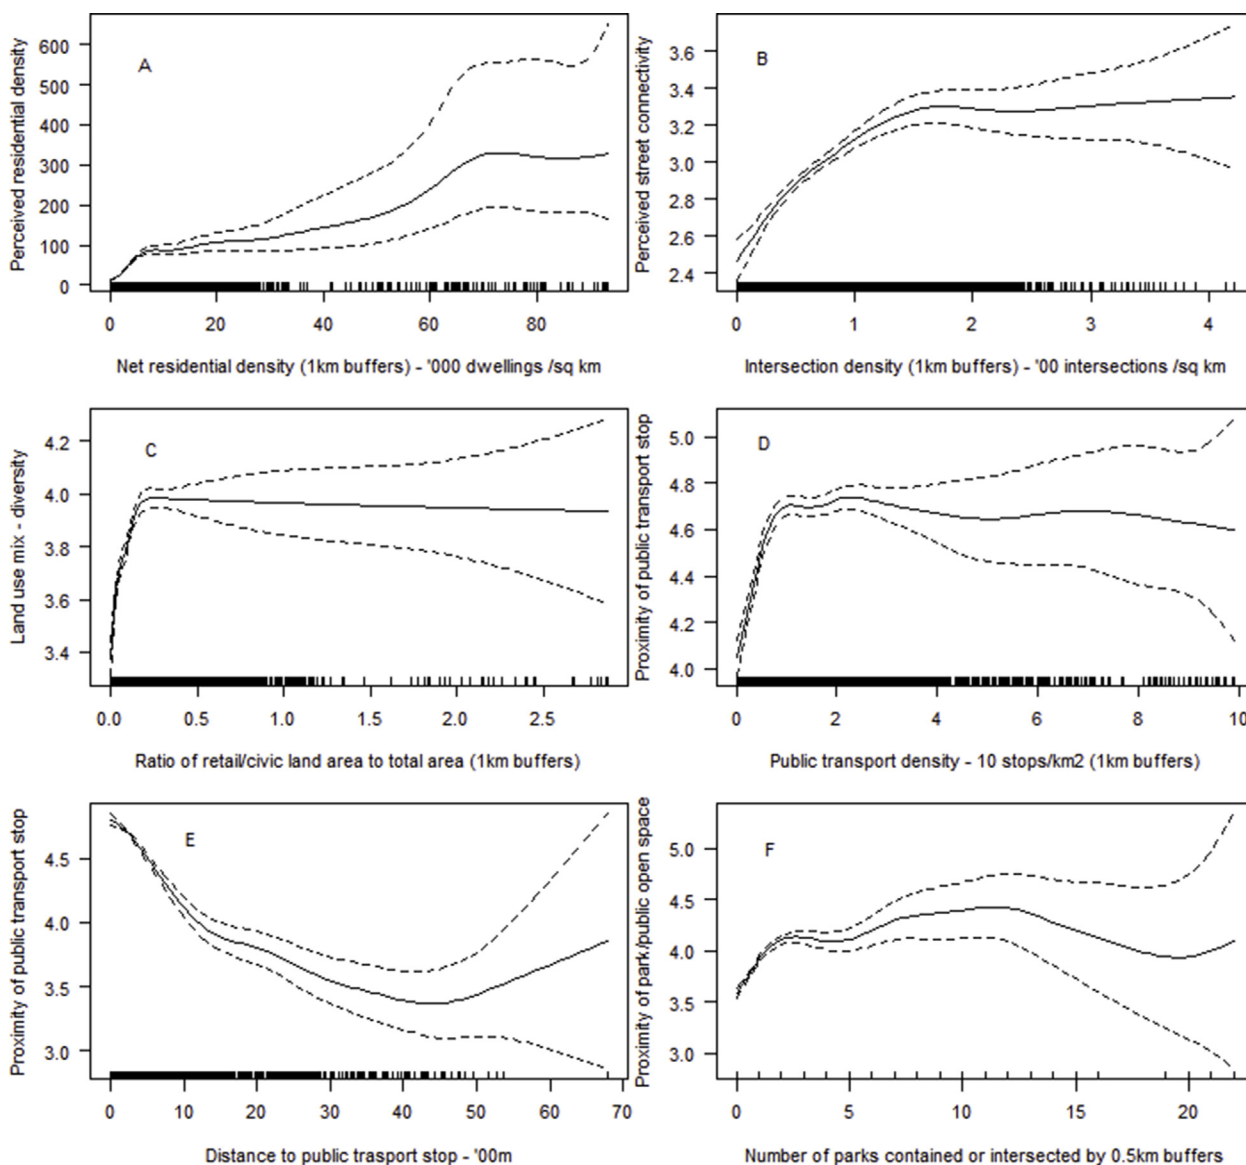 A
Perceived residential density
600
500
400
300
200
100
0
0 20 40 60 80
Net residential density (1km buffers) - '000 dwellings /sq km
B
Perceived street connectivity
3.6
3.4
3.2
3.0
2.8
2.6
2.4
0 1 2 3 4
Intersection density (1km buffers) - '00 intersections /sq km
C
Land use mix - diversity
4.2
4.0
3.8
3.6
3.4
0.0 0.5 1.0 1.5 2.0 2.5
Ratio of retail/civic land area to total area (1km buffers)
D
Proximity of public transport stop
5.0
4.8
4.6
4.4
4.2
4.0
0 2 4 6 8 10
Public transport density - 10 stops/km2 (1km buffers)
E
Proximity of public transport stop
4.5
4.0
3.5
3.0
0 10 20 30 40 50 60 70
Distance to public trasport stop - '00m
F
Proximity of park/public open space
5.0
4.5
4.0
3.5
3.0
0 5 10 15 20
Number of parks contained or intersected by 0.5km buffers